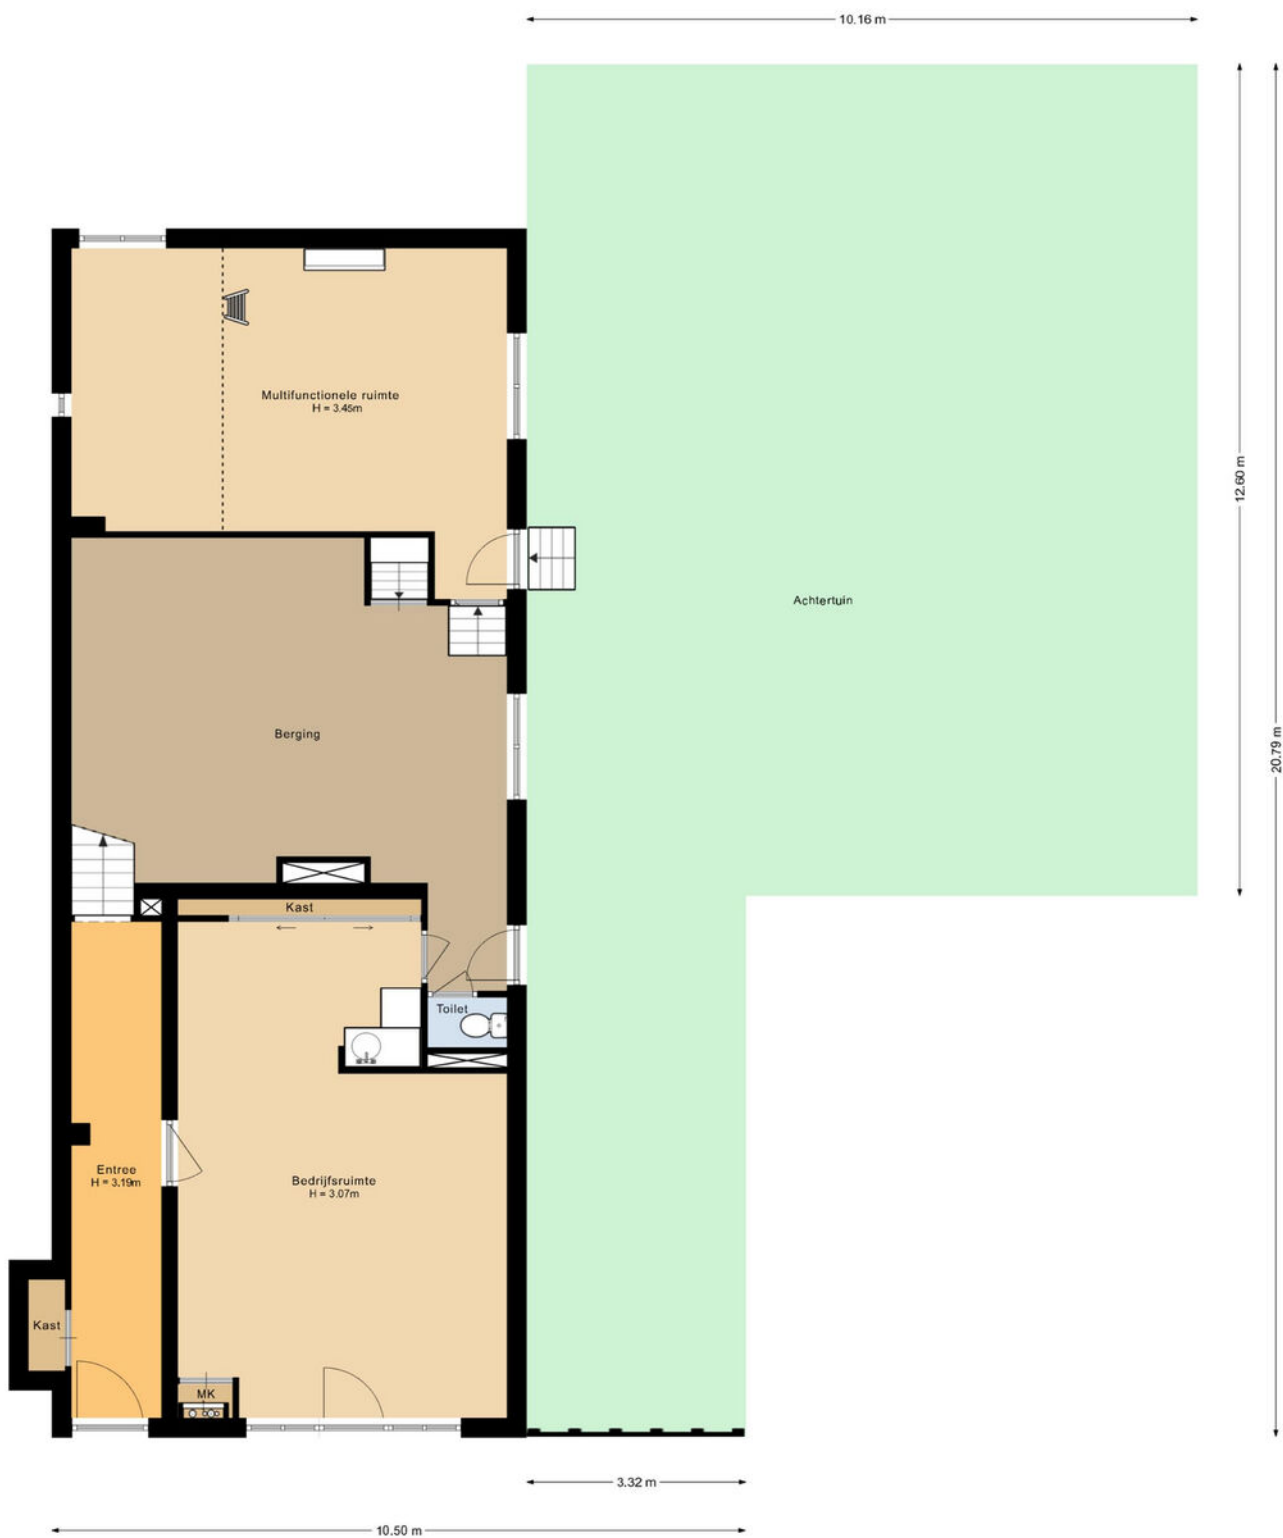 10.16 m
Multifunctionele ruimte
H = 3.45m
12.60 m
Achtertuin
Berging
20.79 m
Kast
Toilet
Entree
H = 3.19m
Bedrijfsruimte
H = 3.07m
Kast
MK
3.32 m
10.50 m